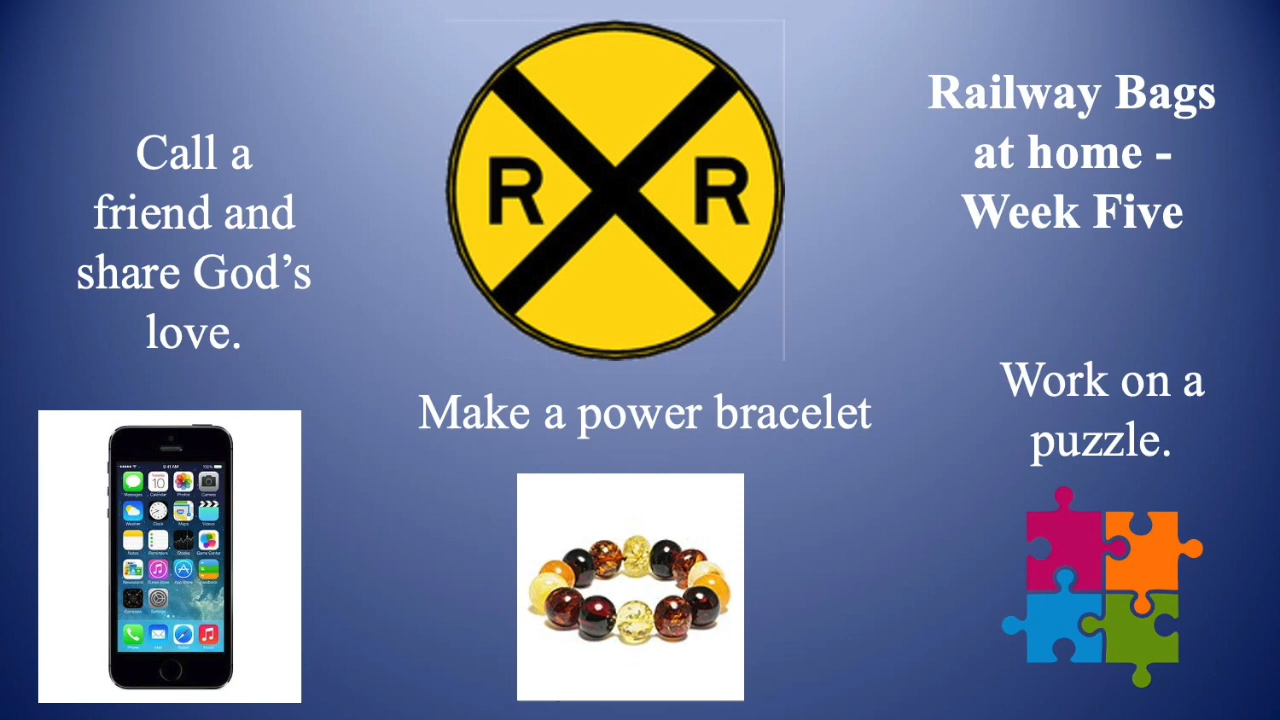 Call a
friend and
share God’s
love.
R R
Railway Bags
at home -
Week Five
Make a power bracelet
Work on a
puzzle.